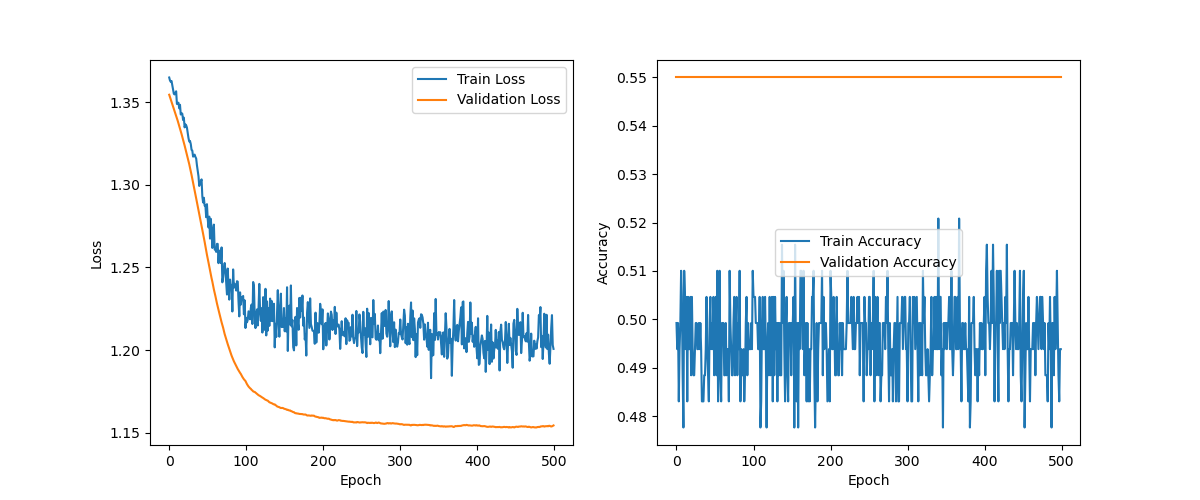 Train Loss
Validation Loss
1.35
1.30
1.25
1.20
1.15
Loss
0 100 200 300 400 500
Epoch
0.55
0.54
0.53
0.52
0.51
0.50
0.49
0.48
Accuracy
Train Accuracy
Validation Accuracy
0 100 200 300 400 500
Epoch